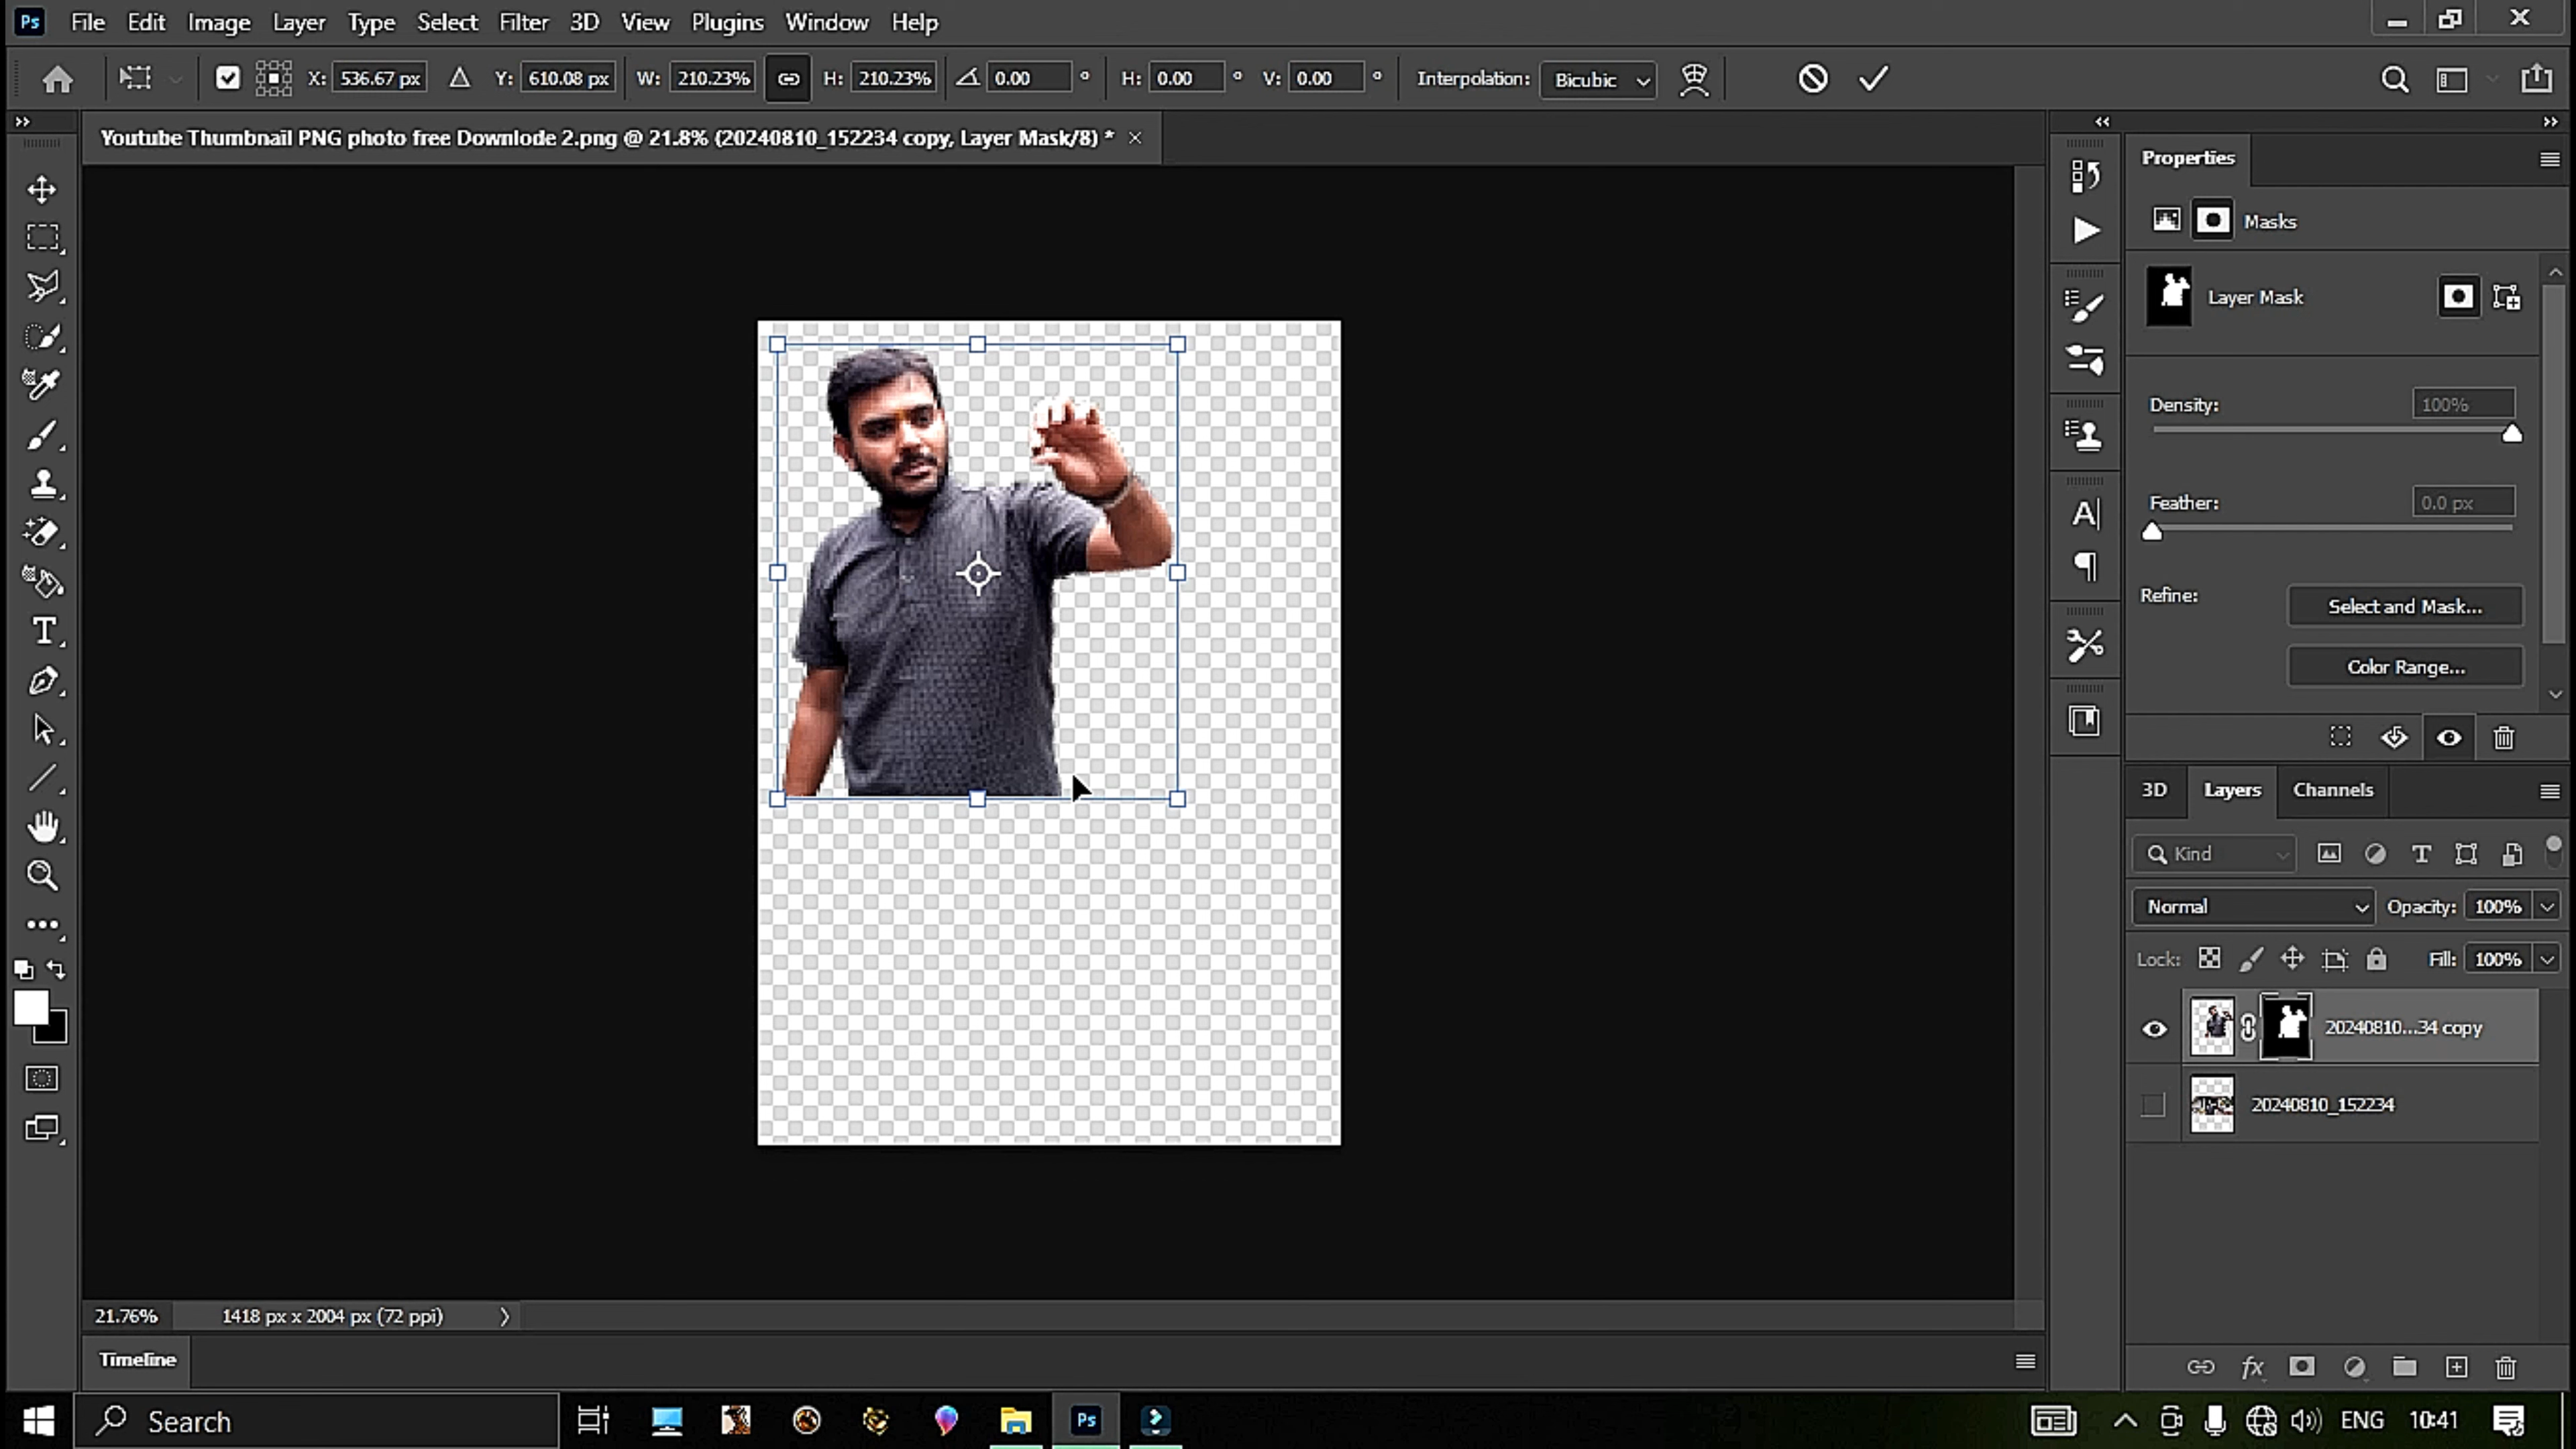 Ps File Edit Image Layer Type Select Filter 3D View Plugins Window Help
X: 536.67 px Y: 610.08 px W: 210.23% H: 210.23% 0.00 ° H: 0.00 ° V: 0.00 ° Interpolation: Bicubic
Youtube Thumbnail PNG photo free Downlode 2.png @ 21.8% (20240810_152234 copy, Layer Mask/8) *
Properties
Masks
Layer Mask
Density: 100%
Feather: 0.0 px
Refine:
Select and Mask...
Color Range...
3D Layers Channels
Kind
Normal Opacity: 100%
Lock: Fill: 100%
20240810...34 copy
20240810_152234
21.76% 1418 px x 2004 px (72 ppi)
Timeline
Search Ps ENG 10:41